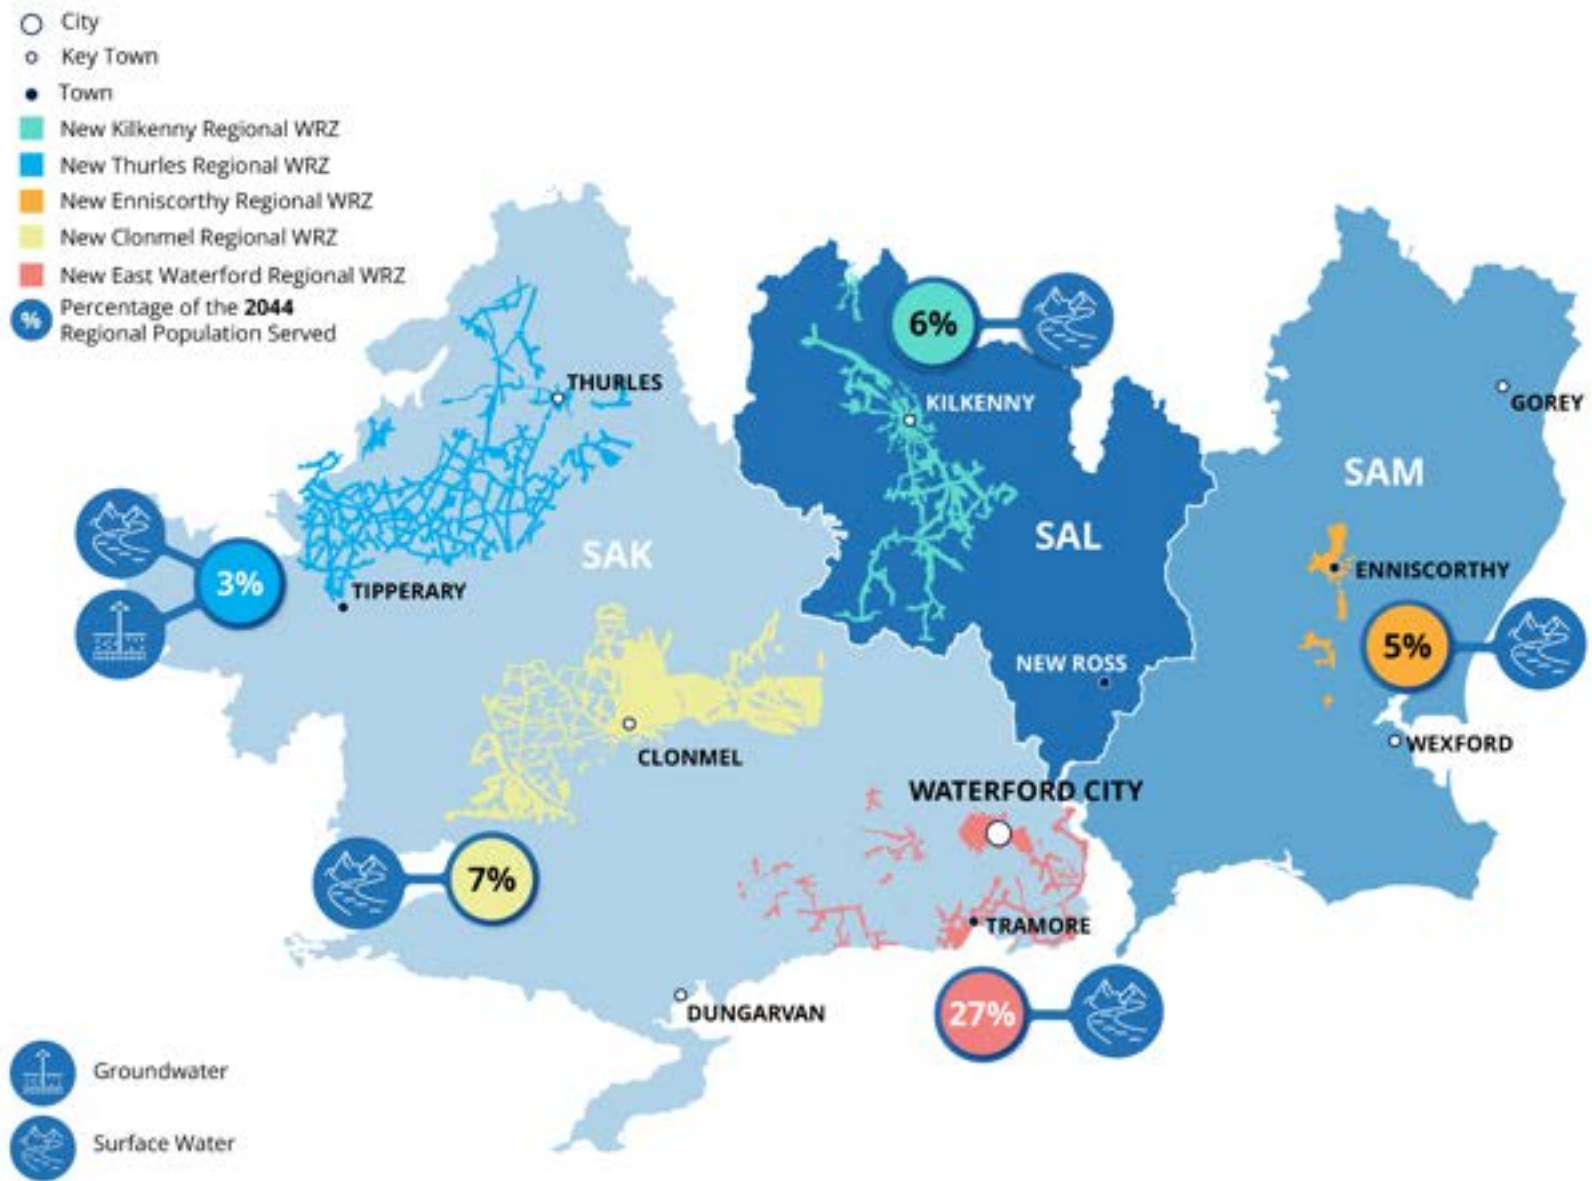 City
Key Town
Town
New Kilkenny Regional WRZ
New Thurles Regional WRZ
New Enniscorthy Regional WRZ
New Clonmel Regional WRZ
New East Waterford Regional WRZ
% Percentage of the 2044
Regional Population Served
6%
THURLES
KILKENNY
GOREY
SAM
SAL
SAK
ENNISCORTHY
3%
TIPPERARY
5%
NEW ROSS
WEXFORD
CLONMEL
WATERFORD CITY
7%
TRAMORE
27%
DUNGARVAN
Groundwater
Surface Water